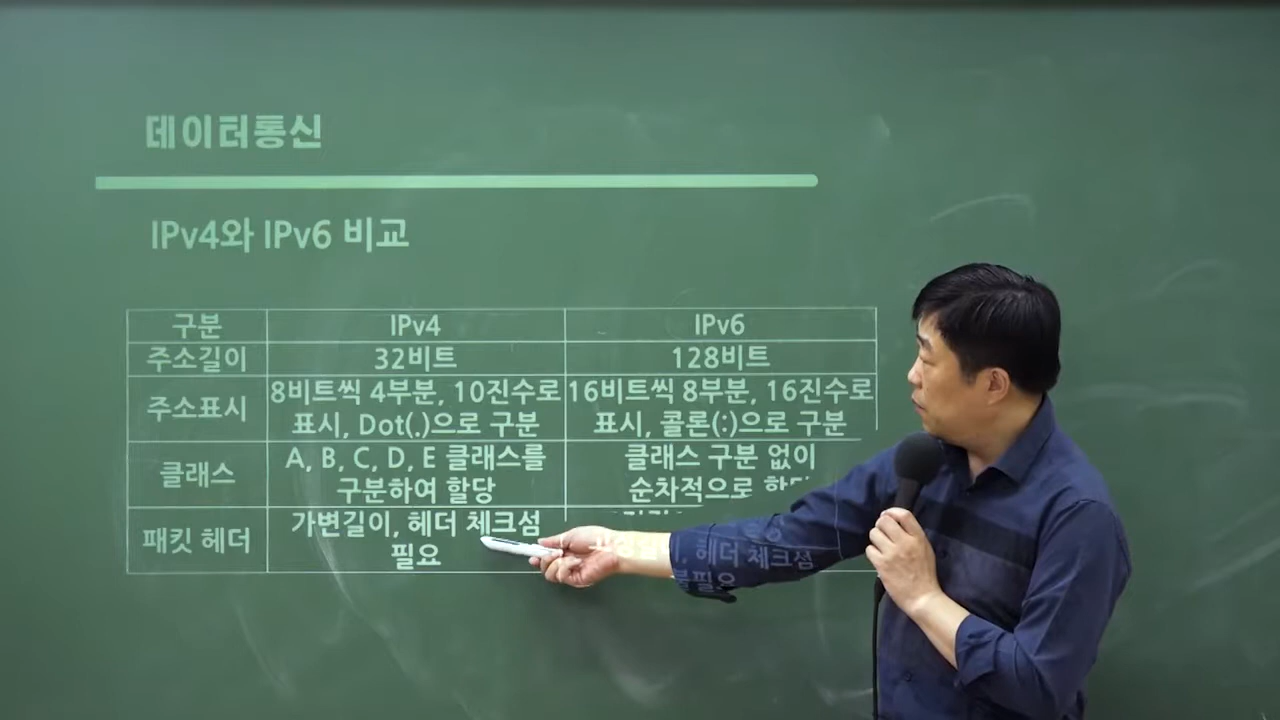 데이터통신
IPv4와 IPv6 비교
구분 IPv4 IPv6
주소길이 32비트 128비트
주소표시 8비트씩 4부분, 10진수로 표시, Dot(.)으로 구분 16비트씩 8부분, 16진수로 표시, 콜론(:)으로 구분
클래스 A, B, C, D, E 클래스를 구분하여 할당 클래스 구분 없이 순차적으로
패킷 헤더 가변길이, 헤더 체크섬 필요 헤더 체크섬